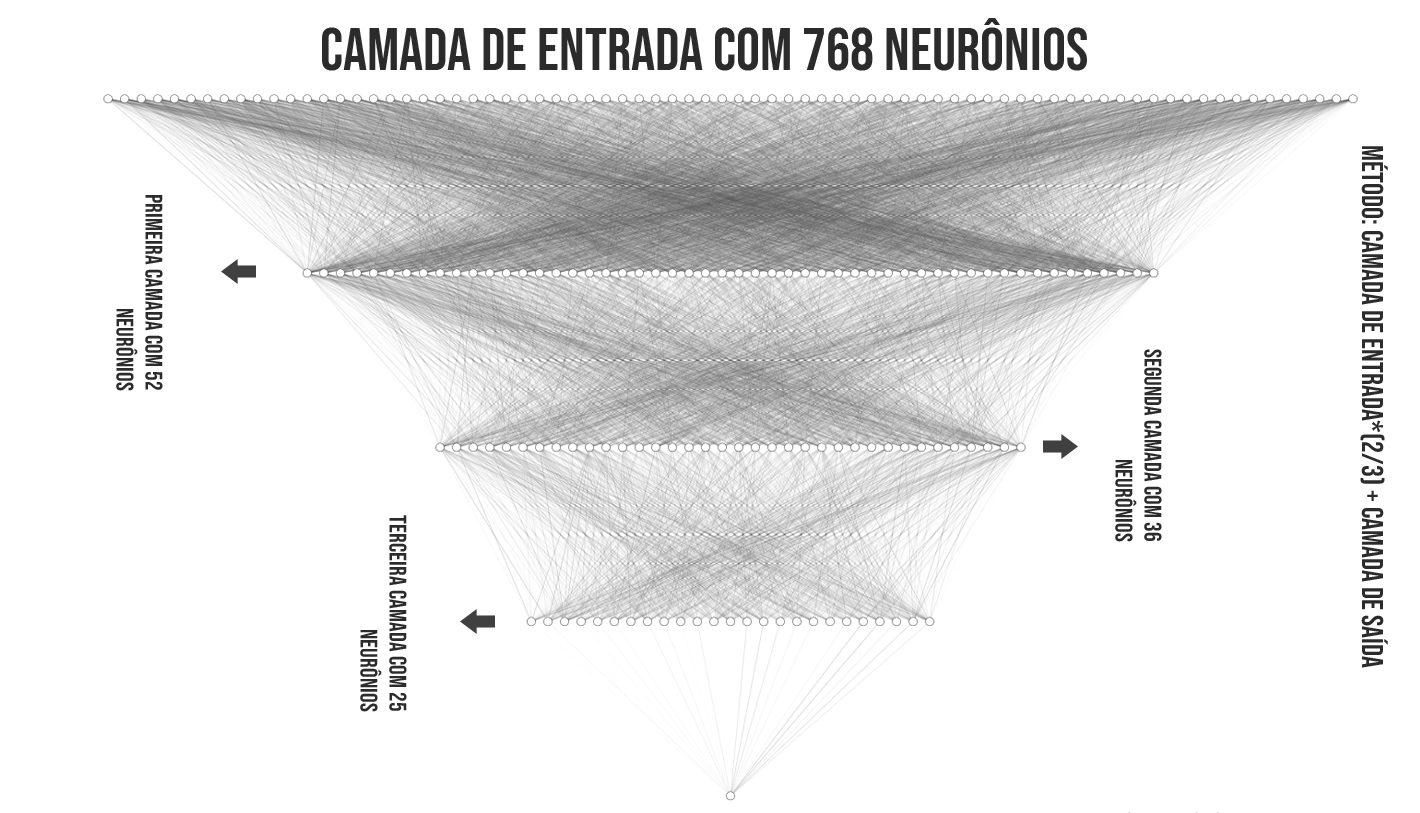 MÉTODO: CAMADA DE ENTRADA*(2/3) + CAMADA DE SAÍDA
CAMADA DE ENTRADA COM 768 NEURÔNIOS
SEGUNDA CAMADA COM 36
NEURÔNIOS
TERCEIRA CAMADA COM 25
NEURÔNIOS
PRIMEIRA CAMADA COM 52
NEURÔNIOS